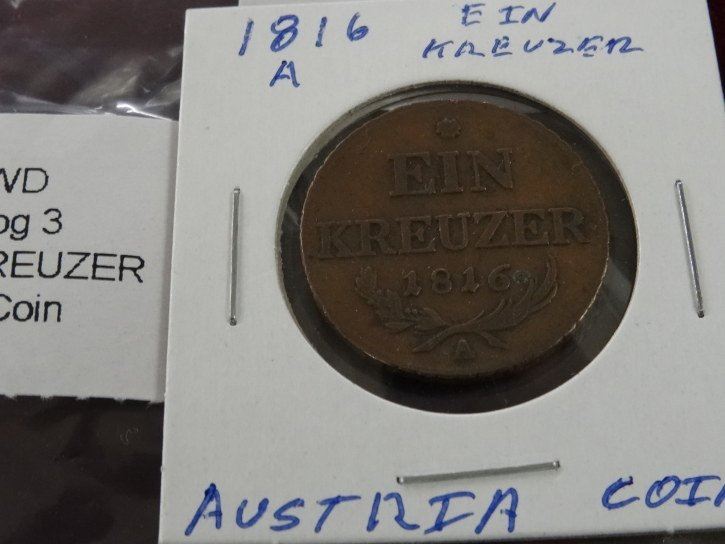 1816 EIN
A KREUZER
EIN
KREUZER
1816
A
AUSTRIA COIN
WD
og 3
REUZER
Coin